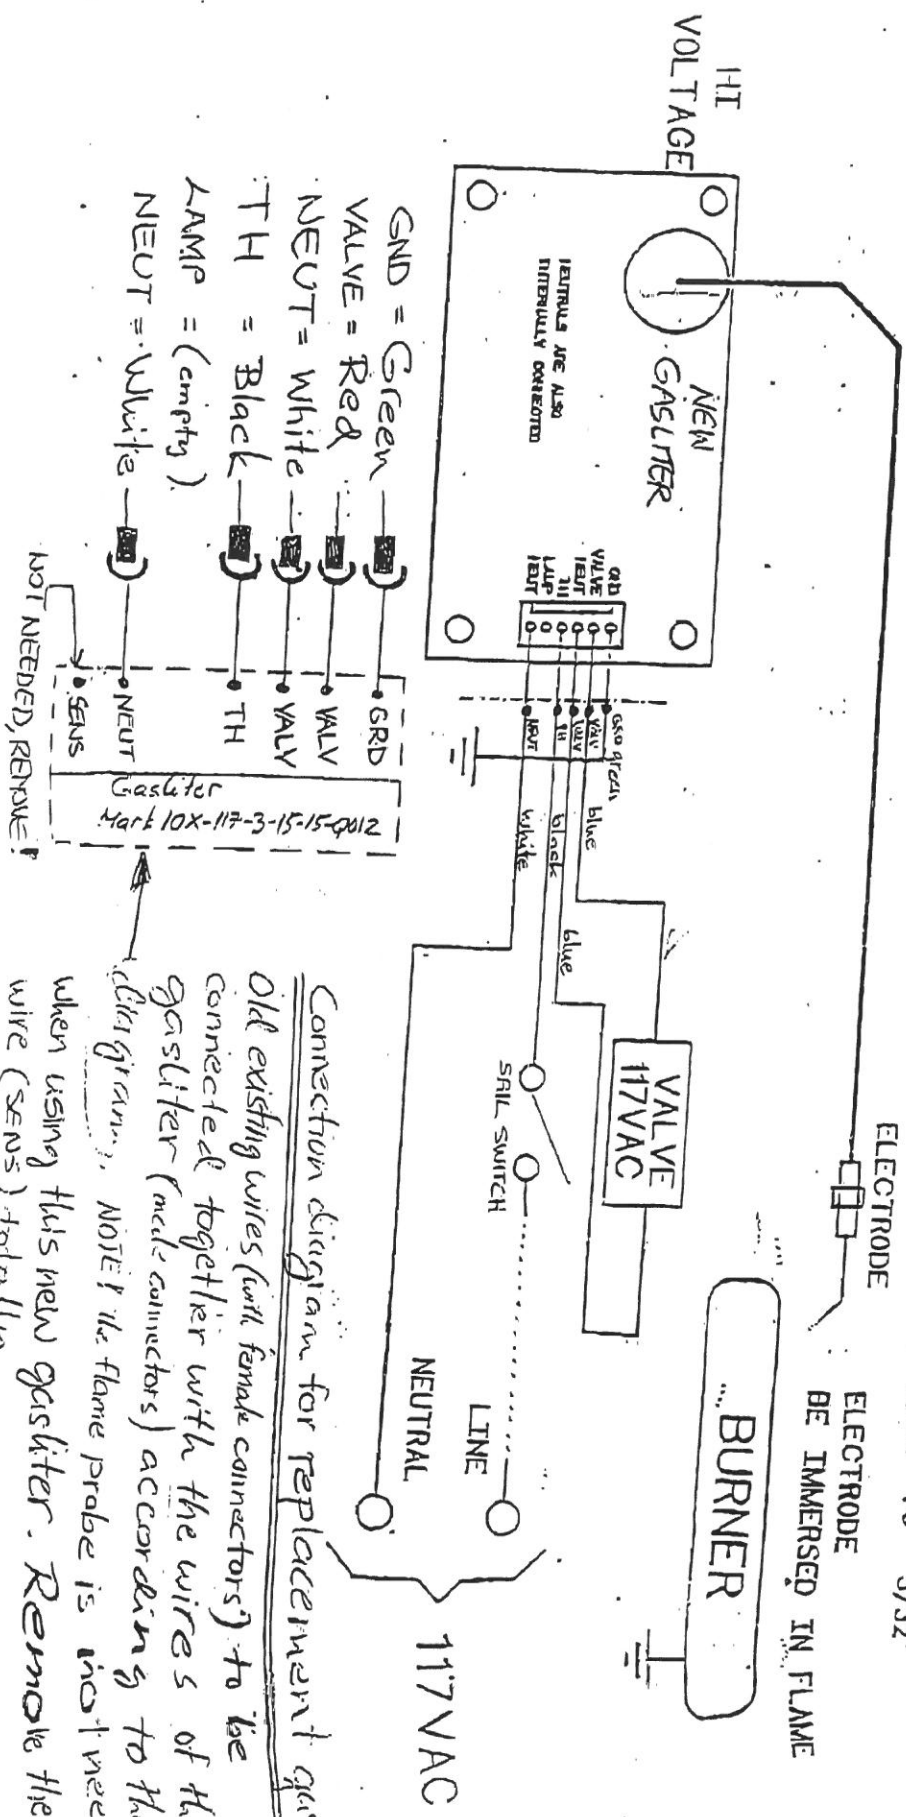 HI
VOLTAGE
NEW
GASLITER
NEUTRALS ARE ALSO
INTERNALLY CONNECTED
GND
VALVE
NEUT
TH
LAMP
NEUT
GRD green
VALV
VALV
TH
NEUT
blue
blue
black
white
VALVE
117VAC
SAIL SWITCH
ELECTRODE
ELECTRODE
BE IMMERSED IN FLAME
BURNER
LINE
NEUTRAL
117VAC
GND = Green
VALVE = Red
NEUT = White
TH = Black
LAMP = (empty)
NEUT = White
GRD
VALV
VALV
TH
NEUT
SENS
Gasliter
Mark 10X-117-3-15-15-0012
NOT NEEDED, REMOVE!
Connection diagram for replacement
Old existing wires (with female connectors) to be
connected together with the wires of
gasliter (male connectors) according to
diagram. NOTE! the flame probe is not
when using this new gasliter. Remove the
wire (SENS) totally